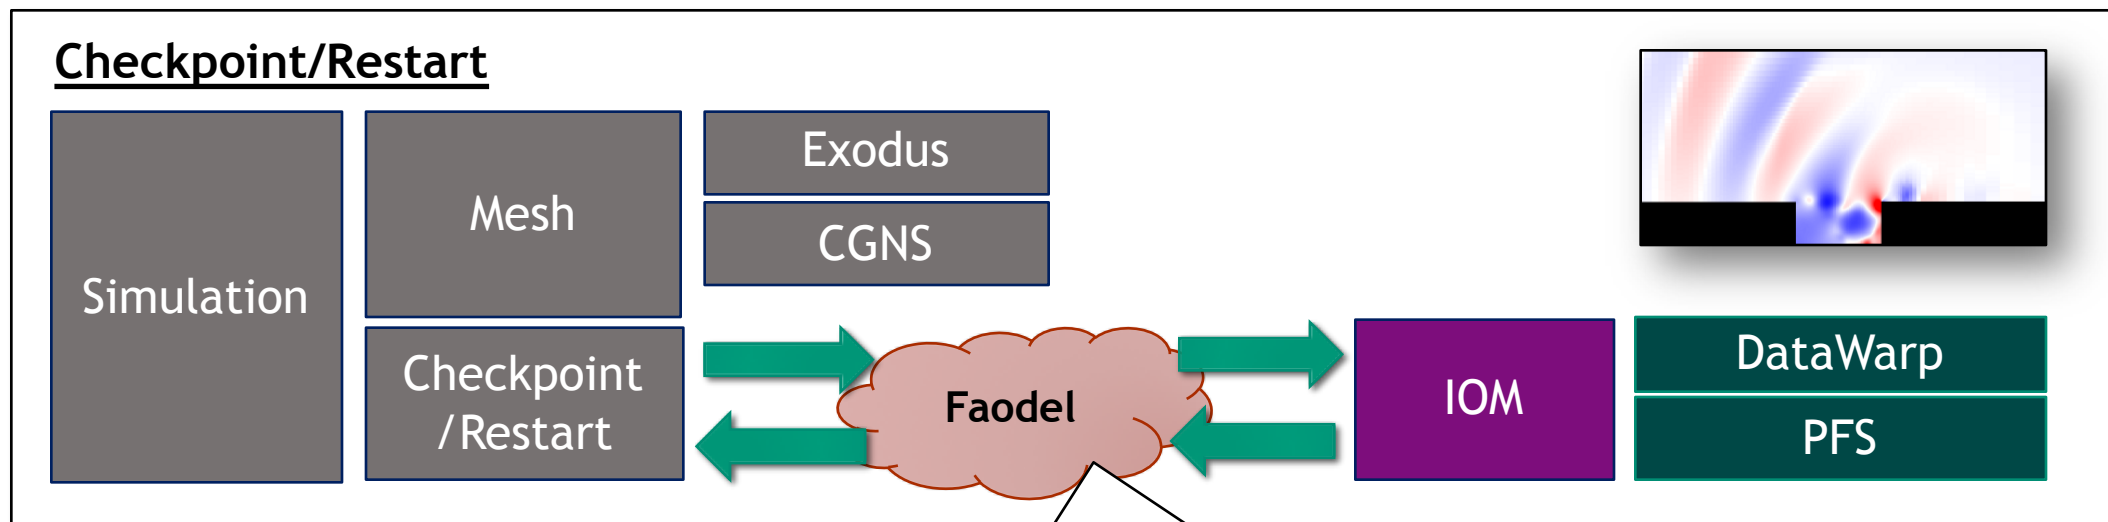 Checkpoint/Restart
Simulation
Mesh
Exodus
CGNS
Checkpoint
/Restart
Faodel
IOM
DataWarp
PFS